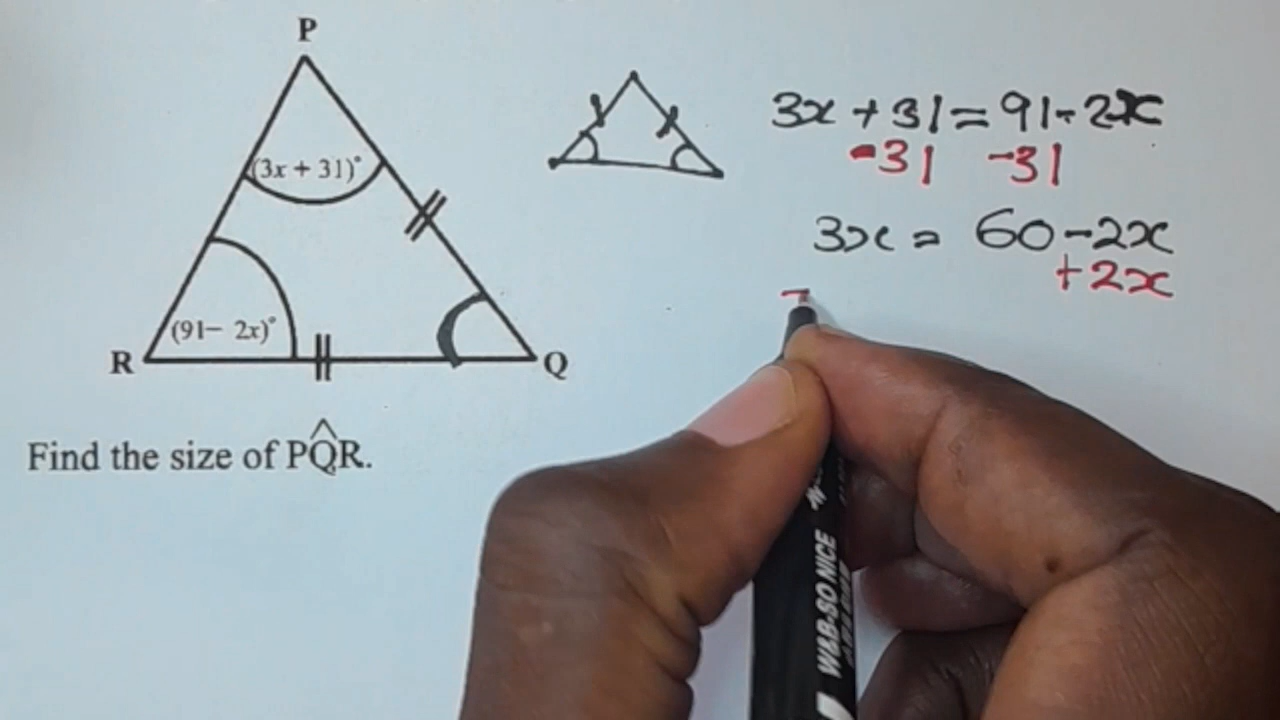 P
(3x + 31)°
(91− 2x)°
R
Q
Find the size of PQ̂R.
3x + 31 = 91 - 2x
-31 -31
3x = 60 - 2x
+2x
W&B-SO NICE